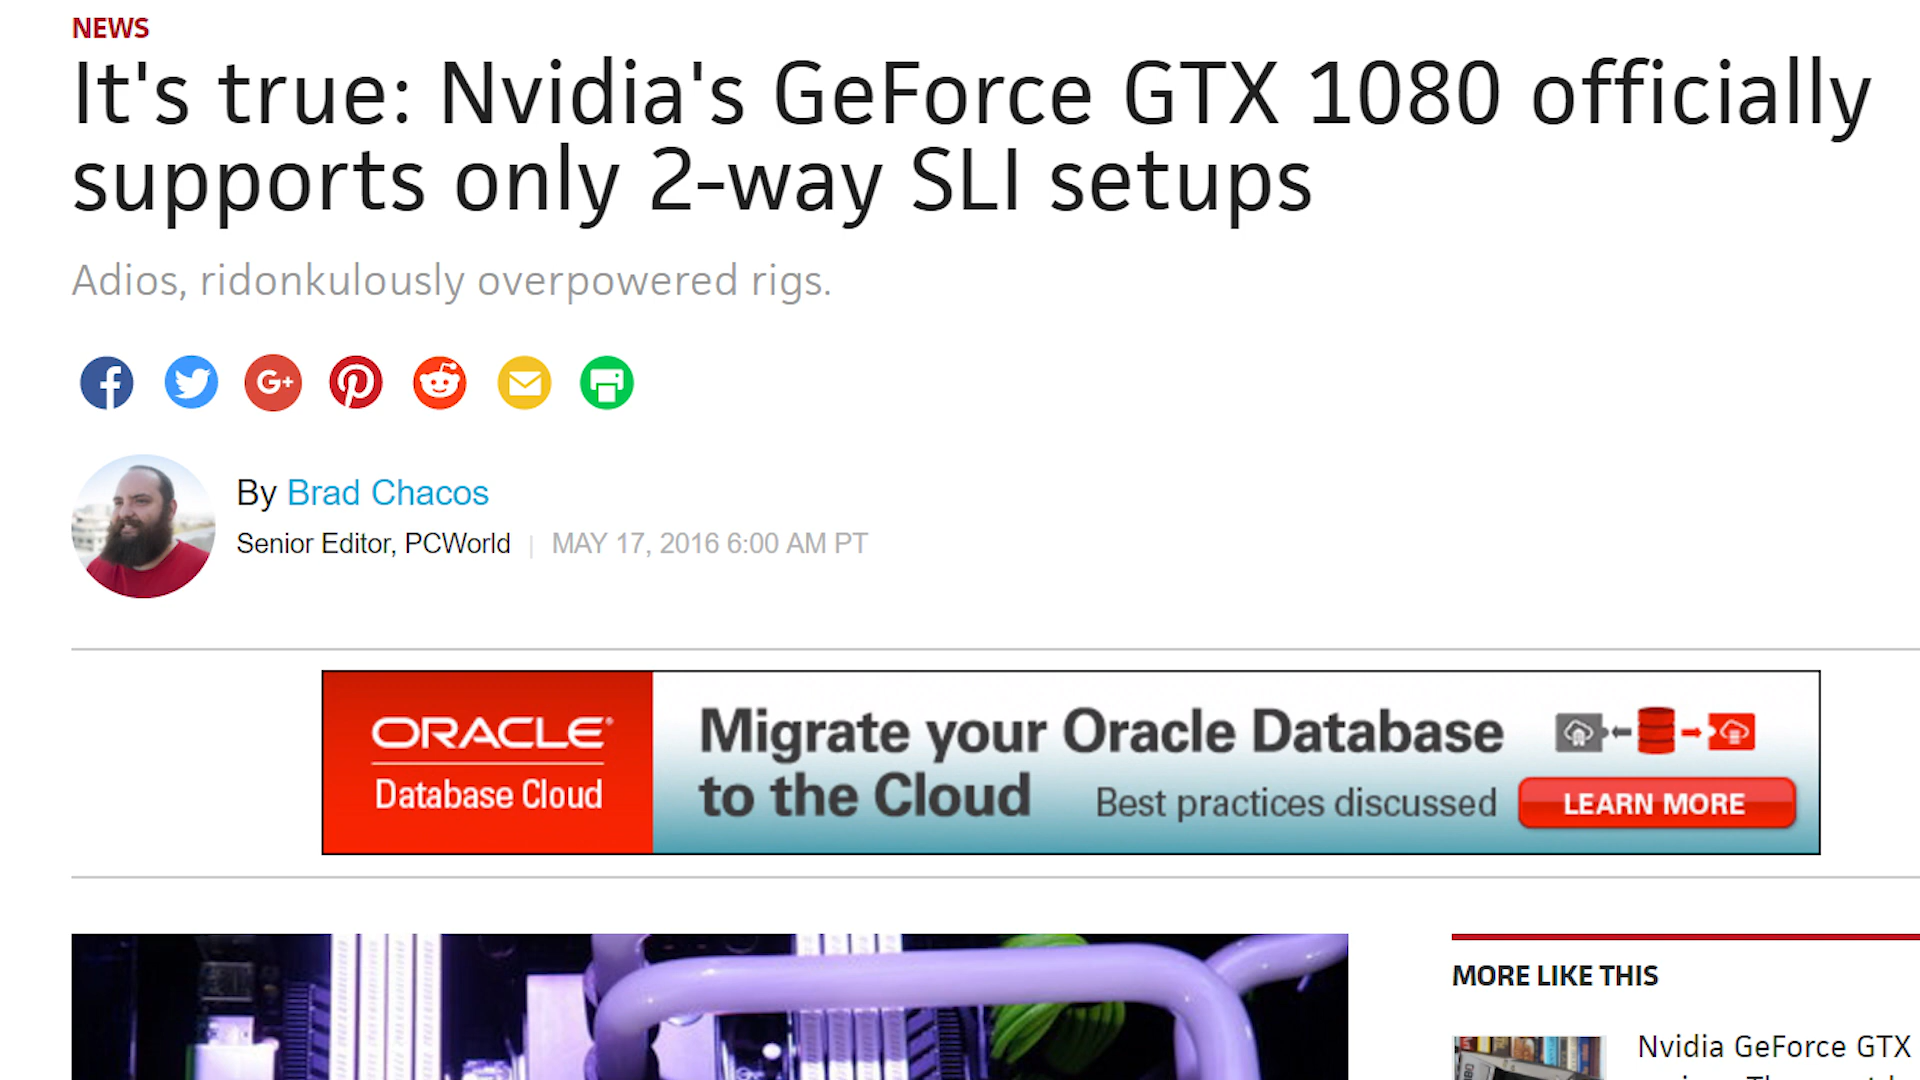 NEWS
It's true: Nvidia's GeForce GTX 1080 officially
supports only 2-way SLI setups
Adios, ridonkulously overpowered rigs.
G+
By Brad Chacos
Senior Editor, PCWorld | MAY 17, 2016 6:00 AM PT
ORACLE®
Database Cloud
Migrate your Oracle Database
to the Cloud
Best practices discussed
LEARN MORE
MORE LIKE THIS
Nvidia GeForce GTX